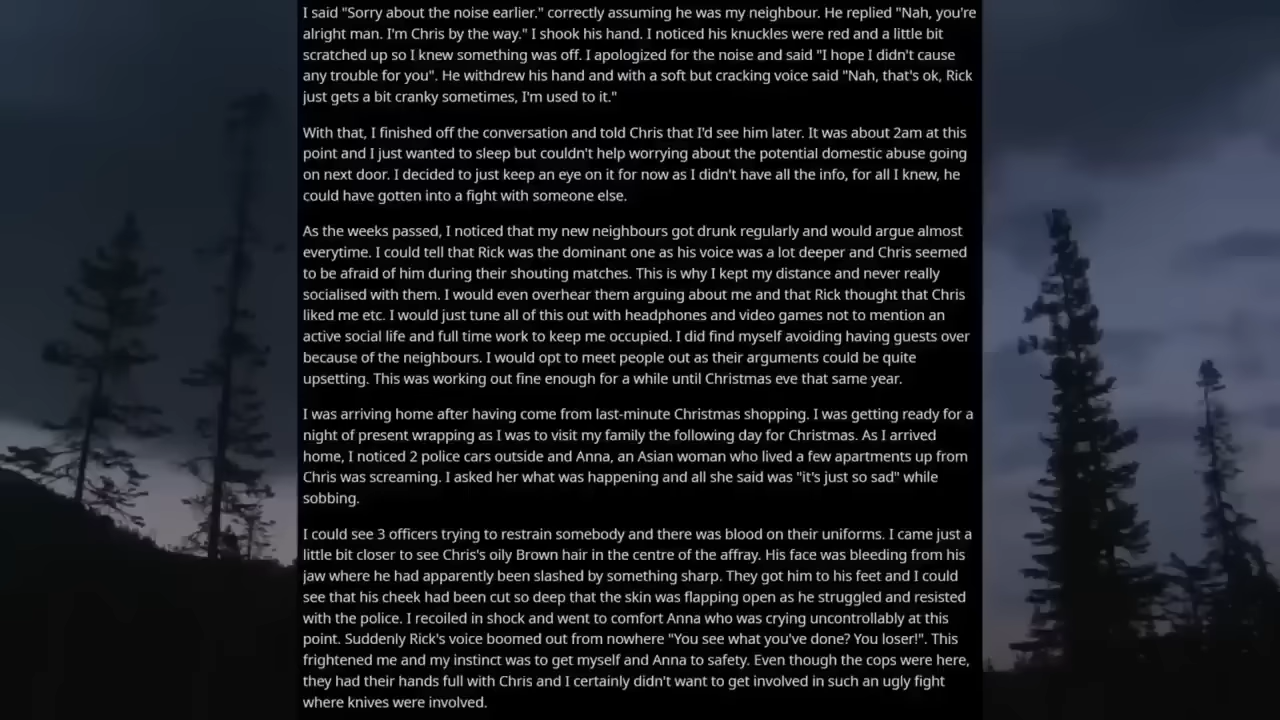 I said "Sorry about the noise earlier." correctly assuming he was my neighbour. He replied "Nah, you're
alright man. I'm Chris by the way." I shook his hand. I noticed his knuckles were red and a little bit
scratched up so I knew something was off. I apologized for the noise and said "I hope I didn't cause
any trouble for you". He withdrew his hand and with a soft but cracking voice said "Nah, that's ok, Rick
just gets a bit cranky sometimes, I'm used to it."
With that, I finished off the conversation and told Chris that I'd see him later. It was about 2am at this
point and I just wanted to sleep but couldn't help worrying about the potential domestic abuse going
on next door. I decided to just keep an eye on it for now as I didn't have all the info, for all I knew, he
could have gotten into a fight with someone else.
As the weeks passed, I noticed that my new neighbours got drunk regularly and would argue almost
everytime. I could tell that Rick was the dominant one as his voice was a lot deeper and Chris seemed
to be afraid of him during their shouting matches. This is why I kept my distance and never really
socialised with them. I would even overhear them arguing about me and that Rick thought that Chris
liked me etc. I would just tune all of this out with headphones and video games not to mention an
active social life and full time work to keep me occupied. I did find myself avoiding having guests over
because of the neighbours. I would opt to meet people out as their arguments could be quite
upsetting. This was working out fine enough for a while until Christmas eve that same year.
I was arriving home after having come from last-minute Christmas shopping. I was getting ready for a
night of present wrapping as I was to visit my family the following day for Christmas. As I arrived
home, I noticed 2 police cars outside and Anna, an Asian woman who lived a few apartments up from
Chris was screaming. I asked her what was happening and all she said was "it's just so sad" while
sobbing.
I could see 3 officers trying to restrain somebody and there was blood on their uniforms. I came just a
little bit closer to see Chris's oily Brown hair in the centre of the affray. His face was bleeding from his
jaw where he had apparently been slashed by something sharp. They got him to his feet and I could
see that his cheek had been cut so deep that the skin was flapping open as he struggled and resisted
with the police. I recoiled in shock and went to comfort Anna who was crying uncontrollably at this
point. Suddenly Rick's voice boomed out from nowhere "You see what you've done? You loser!". This
frightened me and my instinct was to get myself and Anna to safety. Even though the cops were here,
they had their hands full with Chris and I certainly didn't want to get involved in such an ugly fight
where knives were involved.